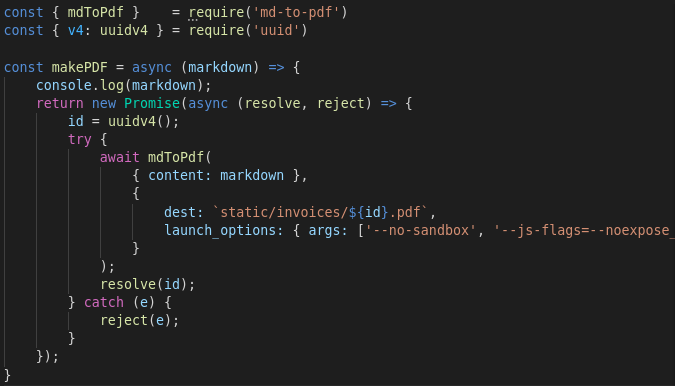 const { mdToPdf }    = require('md-to-pdf')
const { v4: uuidv4 } = require('uuid')

const makePDF = async (markdown) => {
    console.log(markdown);
    return new Promise(async (resolve, reject) => {
        id = uuidv4();
        try {
            await mdToPdf(
                { content: markdown },
                {
                    dest: `static/invoices/${id}.pdf`,
                    launch_options: { args: ['--no-sandbox', '--js-flags=--noexpose_
                }
            );
            resolve(id);
        } catch (e) {
            reject(e);
        }
    });
}